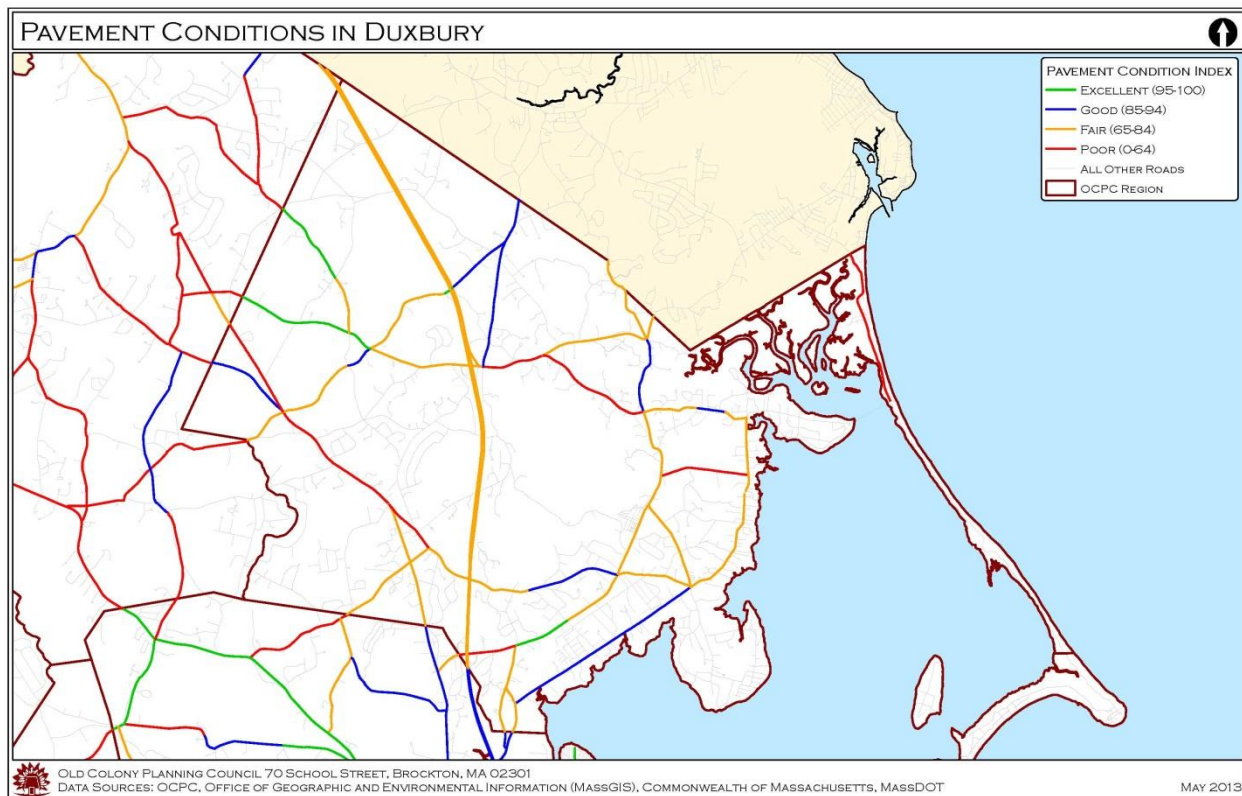 PAVEMENT CONDITIONS IN DUXBURY
PAVEMENT CONDITION INDEX
EXCELLENT (95-100)
GOOD (85-94)
FAIR (65-84)
POOR (0-64)
ALL OTHER ROADS
OCPC REGION
OLD COLONY PLANNING COUNCIL 70 SCHOOL STREET, BROCKTON, MA 02301
DATA SOURCES: OCPC, OFFICE OF GEOGRAPHIC AND ENVIRONMENTAL INFORMATION (MASSGIS), COMMONWEALTH OF MASSACHUSETTS, MASSDOT
MAY 2013